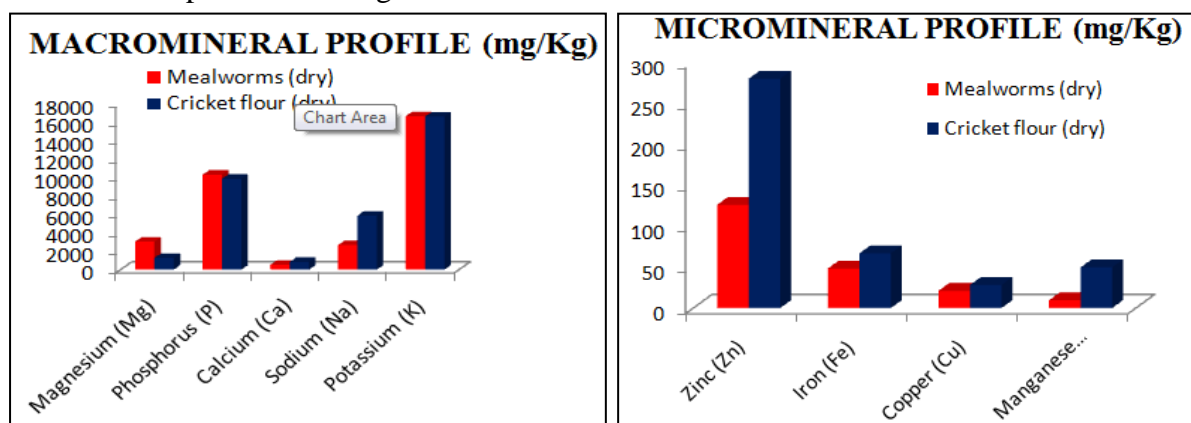 MACROMINERAL PROFILE (mg/Kg)
Mealworms (dry)
Cricket flour (dry)
Chart Area
18000
16000
14000
12000
10000
8000
6000
4000
2000
0
Magnesium (Mg)
Phosphorus (P)
Calcium (Ca)
Sodium (Na)
Potassium (K)
MICROMINERAL PROFILE (mg/Kg)
Mealworms (dry)
Cricket flour (dry)
300
250
200
150
100
50
0
Zinc (Zn)
Iron (Fe)
Copper (Cu)
Manganese...